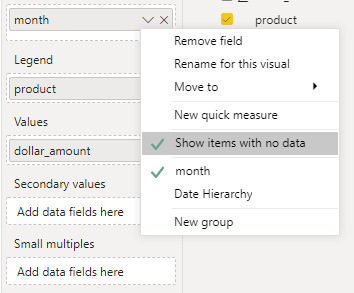 month
Legend
product
Values
dollar_amount
Secondary values
Add data fields here
Small multiples
Add data fields here
product
Remove field
Rename for this visual
Move to
New quick measure
Show items with no data
month
Date Hierarchy
New group